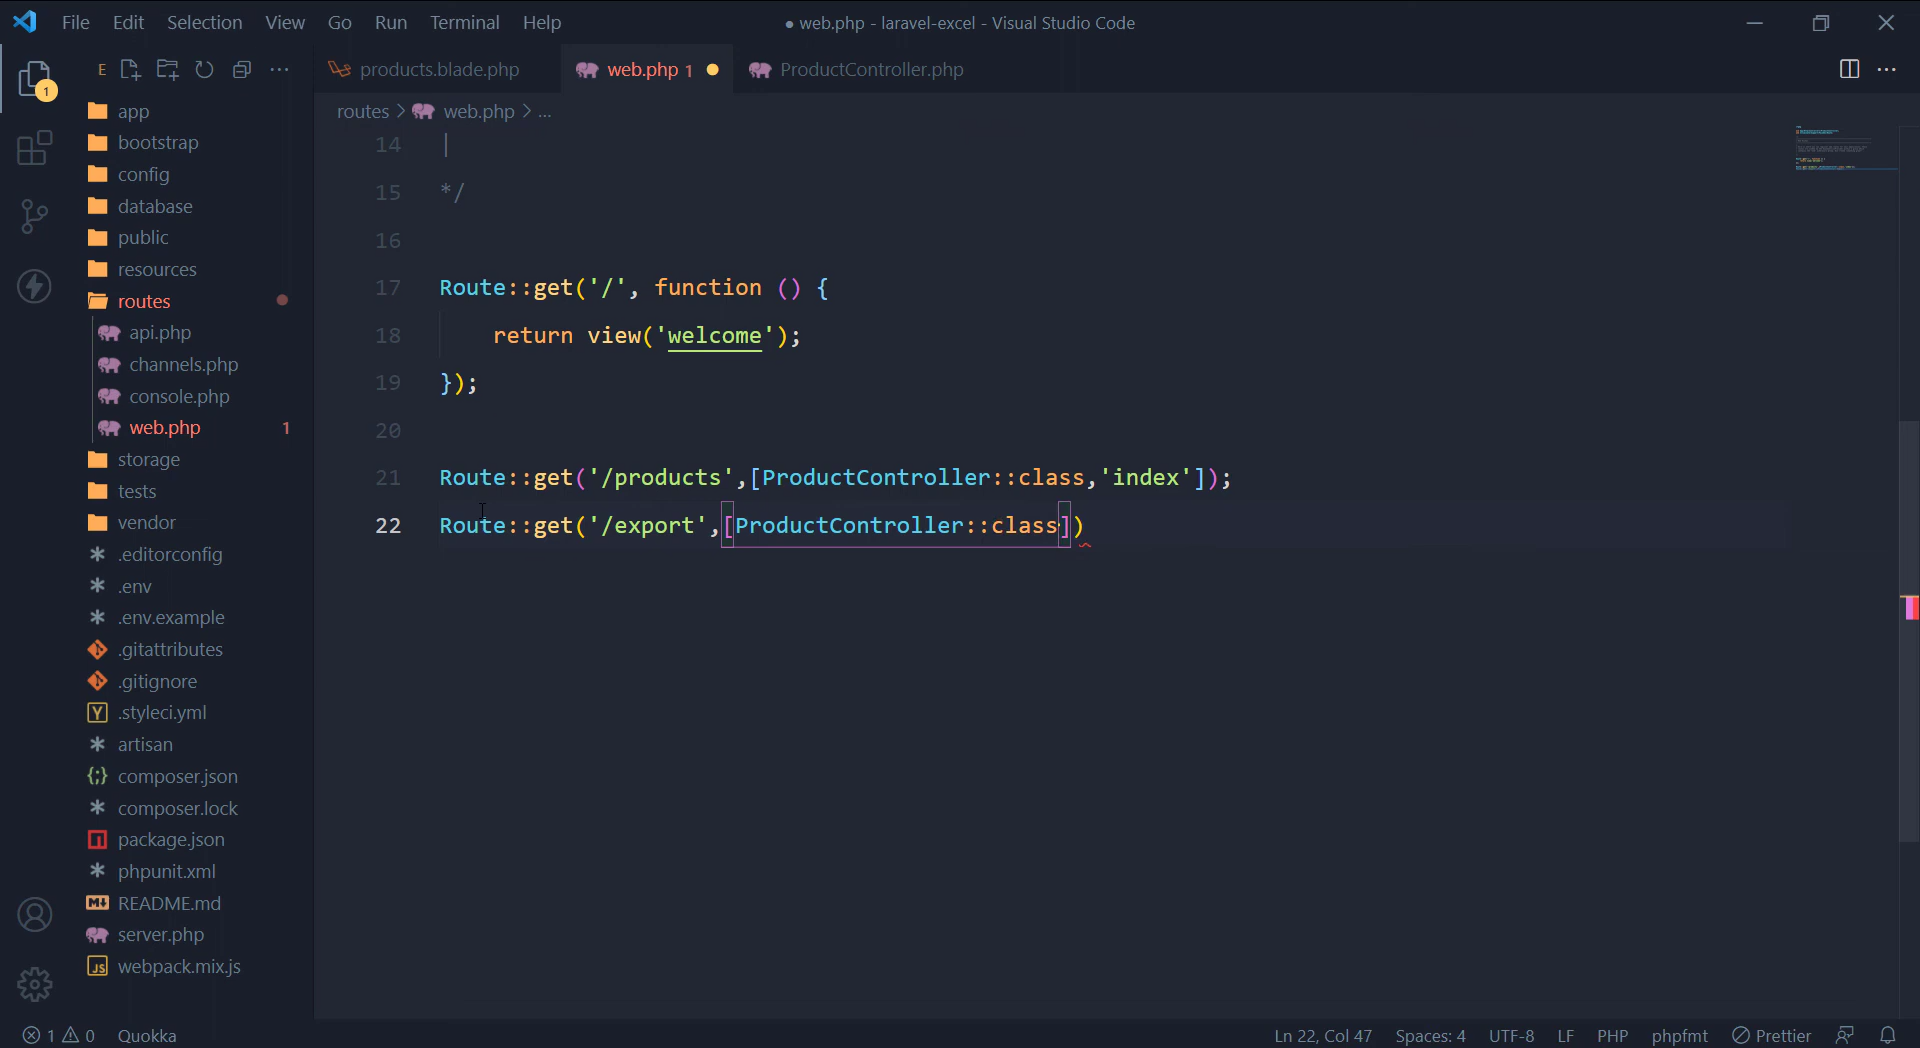 File Edit Selection View Go Run Terminal Help
● web.php - laravel-excel - Visual Studio Code
1
E
products.blade.php
web.php 1
ProductController.php
routes > web.php > ...
app
bootstrap
config
database
public
resources
routes
api.php
channels.php
console.php
web.php 1
storage
tests
vendor
.editorconfig
.env
.env.example
.gitattributes
.gitignore
.styleci.yml
artisan
composer.json
composer.lock
package.json
phpunit.xml
README.md
server.php
webpack.mix.js
14 |
15 */
16
17 Route::get('/', function () {
18 return view('welcome');
19 });
20
21 Route::get('/products',[ProductController::class,'index']);
22 Route::get('/export',[ProductController::class])
1 0 Quokka
Ln 22, Col 47 Spaces: 4 UTF-8 LF PHP phpfmt Prettier